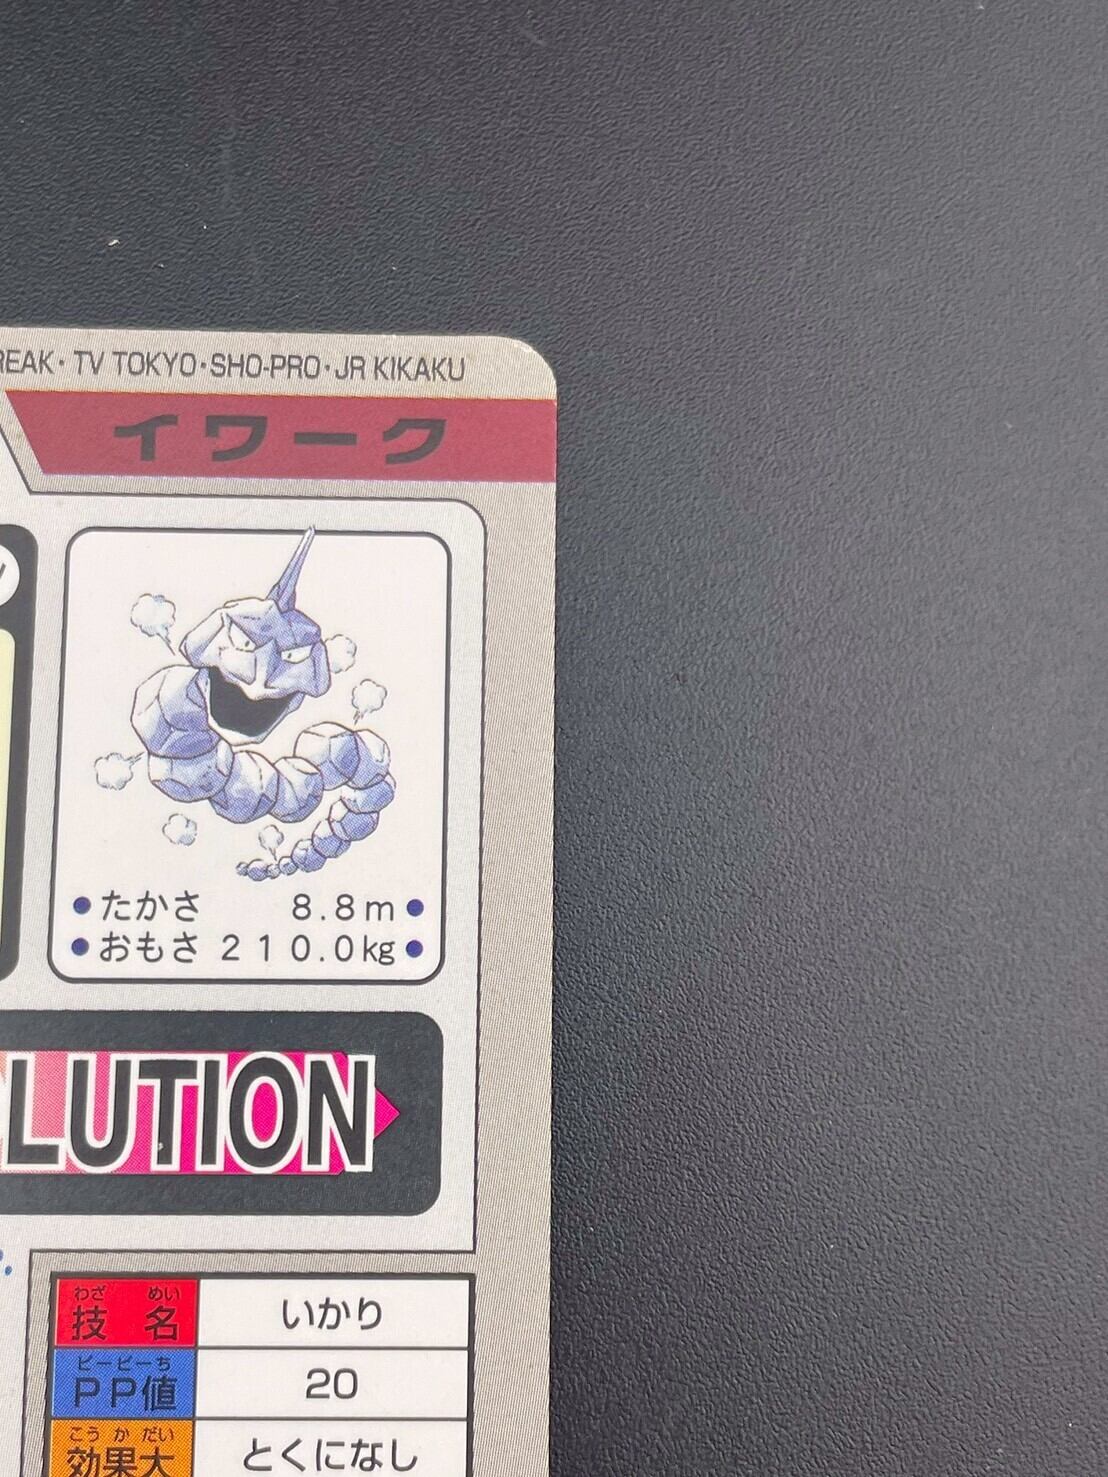 REAK・TV TOKYO・SHO-PRO・JR KIKAKU
イワーク
●たかさ 8.8m●
●おもさ 210.0kg●
LUTION
わざ めい
技 名 いかり
ピーピーち
PP値 20
こう か だい
効果大 とくになし